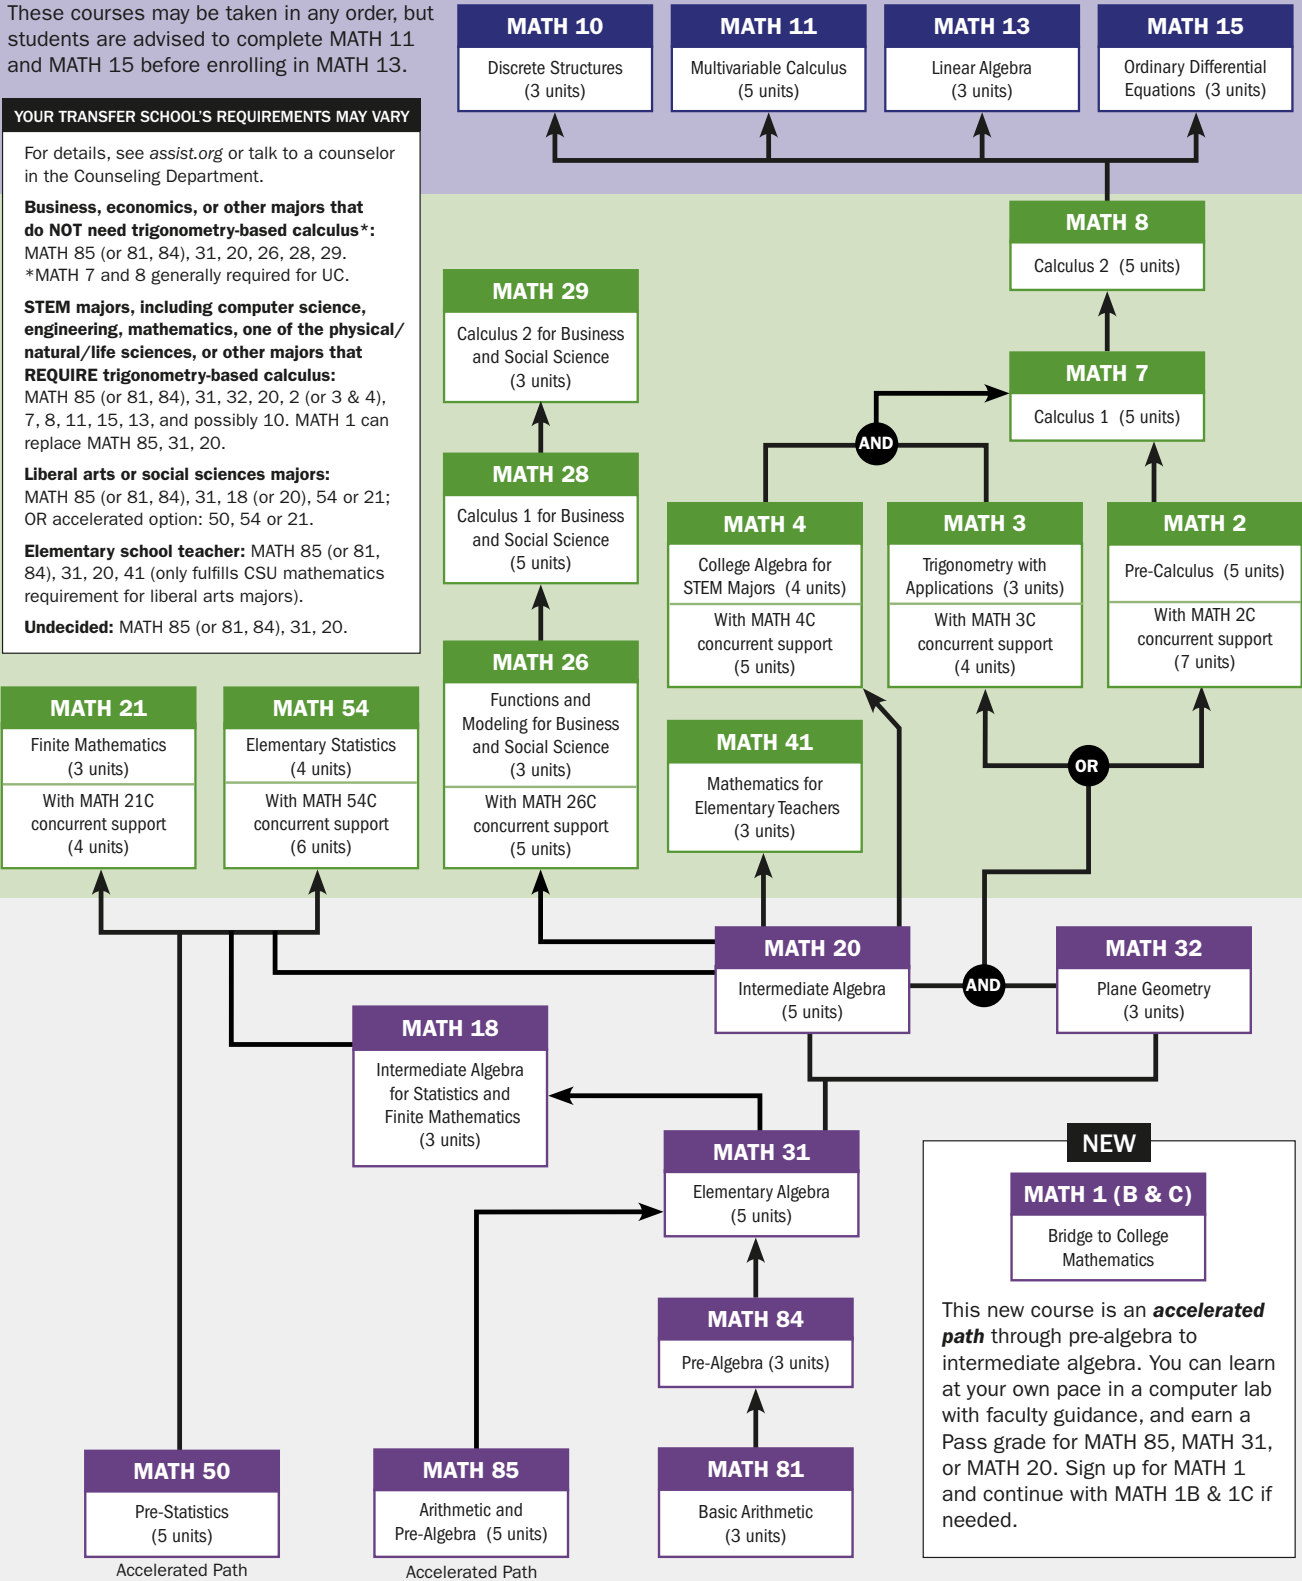 These courses may be taken in any order, but
students are advised to complete MATH 11
and MATH 15 before enrolling in MATH 13.
YOUR TRANSFER SCHOOL'S REQUIREMENTS MAY VARY
For details, see assist.org or talk to a counselor
in the Counseling Department.
Business, economics, or other majors that
do NOT need trigonometry-based calculus*:
MATH 85 (or 81, 84), 31, 20, 26, 28, 29.
*MATH 7 and 8 generally required for UC.
STEM majors, including computer science,
engineering, mathematics, one of the physical/
natural/life sciences, or other majors that
REQUIRE trigonometry-based calculus:
MATH 85 (or 81, 84), 31, 32, 20, 2 (or 3 & 4),
7, 8, 11, 15, 13, and possibly 10. MATH 1 can
replace MATH 85, 31, 20.
Liberal arts or social sciences majors:
MATH 85 (or 81, 84), 31, 18 (or 20), 54 or 21;
OR accelerated option: 50, 54 or 21.
Elementary school teacher: MATH 85 (or 81,
84), 31, 20, 41 (only fulfills CSU mathematics
requirement for liberal arts majors).
Undecided: MATH 85 (or 81, 84), 31, 20.
MATH 10
Discrete Structures
(3 units)
MATH 11
Multivariable Calculus
(5 units)
MATH 13
Linear Algebra
(3 units)
MATH 15
Ordinary Differential
Equations (3 units)
MATH 8
Calculus 2 (5 units)
MATH 7
Calculus 1 (5 units)
AND
MATH 29
Calculus 2 for Business
and Social Science
(3 units)
MATH 28
Calculus 1 for Business
and Social Science
(5 units)
MATH 4
College Algebra for
STEM Majors (4 units)
With MATH 4C
concurrent support
(5 units)
MATH 3
Trigonometry with
Applications (3 units)
With MATH 3C
concurrent support
(4 units)
MATH 2
Pre-Calculus (5 units)
With MATH 2C
concurrent support
(7 units)
MATH 21
Finite Mathematics
(3 units)
With MATH 21C
concurrent support
(4 units)
MATH 54
Elementary Statistics
(4 units)
With MATH 54C
concurrent support
(6 units)
MATH 26
Functions and
Modeling for Business
and Social Science
(3 units)
With MATH 26C
concurrent support
(5 units)
MATH 41
Mathematics for
Elementary Teachers
(3 units)
OR
MATH 20
Intermediate Algebra
(5 units)
AND
MATH 32
Plane Geometry
(3 units)
MATH 18
Intermediate Algebra
for Statistics and
Finite Mathematics
(3 units)
MATH 31
Elementary Algebra
(5 units)
MATH 84
Pre-Algebra (3 units)
MATH 50
Pre-Statistics
(5 units)
Accelerated Path
MATH 85
Arithmetic and
Pre-Algebra (5 units)
Accelerated Path
MATH 81
Basic Arithmetic
(3 units)
NEW
MATH 1 (B & C)
Bridge to College
Mathematics
This new course is an accelerated
path through pre-algebra to
intermediate algebra. You can learn
at your own pace in a computer lab
with faculty guidance, and earn a
Pass grade for MATH 85, MATH 31,
or MATH 20. Sign up for MATH 1
and continue with MATH 1B & 1C if
needed.